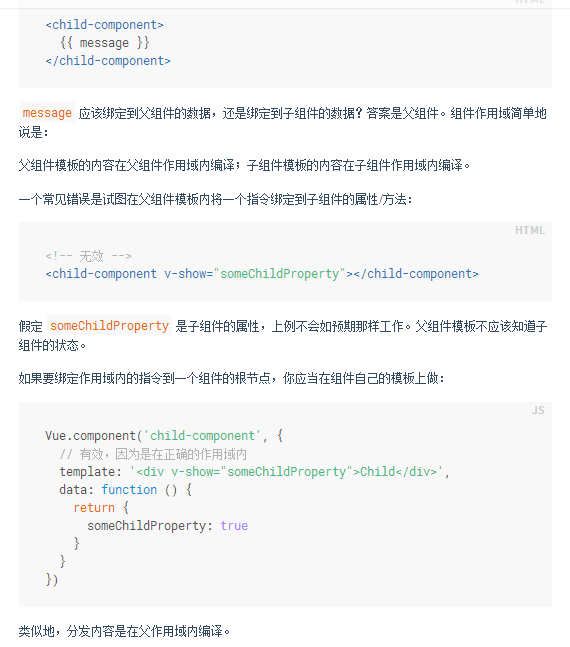 HTML
<child-component>
  {{ message }}
</child-component>
message 应该绑定到父组件的数据，还是绑定到子组件的数据？答案是父组件。组件作用域简单地
说是：
父组件模板的内容在父组件作用域内编译；子组件模板的内容在子组件作用域内编译。
一个常见错误是试图在父组件模板内将一个指令绑定到子组件的属性/方法：
HTML
<!-- 无效 -->
<child-component v-show="someChildProperty"></child-component>
假定 someChildProperty 是子组件的属性，上例不会如预期那样工作。父组件模板不应该知道子
组件的状态。
如果要绑定作用域内的指令到一个组件的根节点，你应当在组件自己的模板上做：
JS
Vue.component('child-component', {
  // 有效，因为是在正确的作用域内
  template: '<div v-show="someChildProperty">Child</div>',
  data: function () {
    return {
      someChildProperty: true
    }
  }
})
类似地，分发内容是在父作用域内编译。